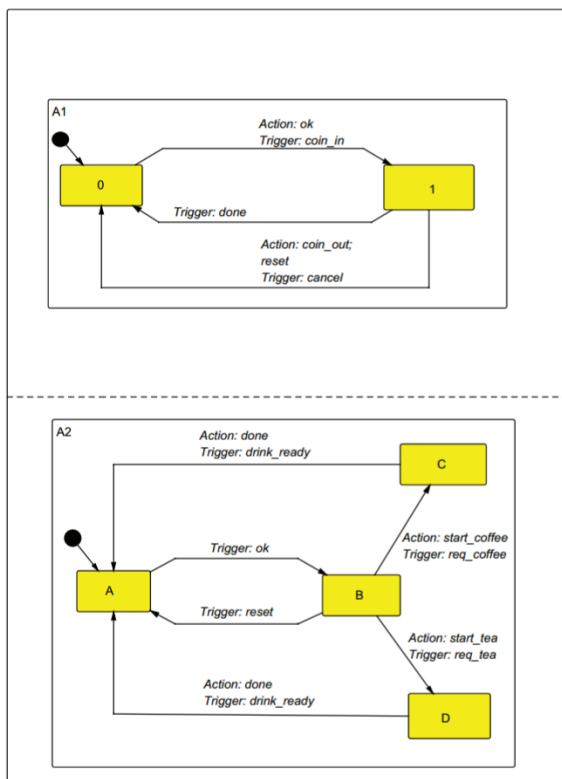 A1
Action: ok
Trigger: coin_in
0
1
Trigger: done
Action: coin_out;
reset
Trigger: cancel
A2
Action: done
Trigger: drink_ready
C
Action: start_coffee
Trigger: req_coffee
Trigger: ok
A
B
Trigger: reset
Action: start_tea
Trigger: req_tea
Action: done
Trigger: drink_ready
D